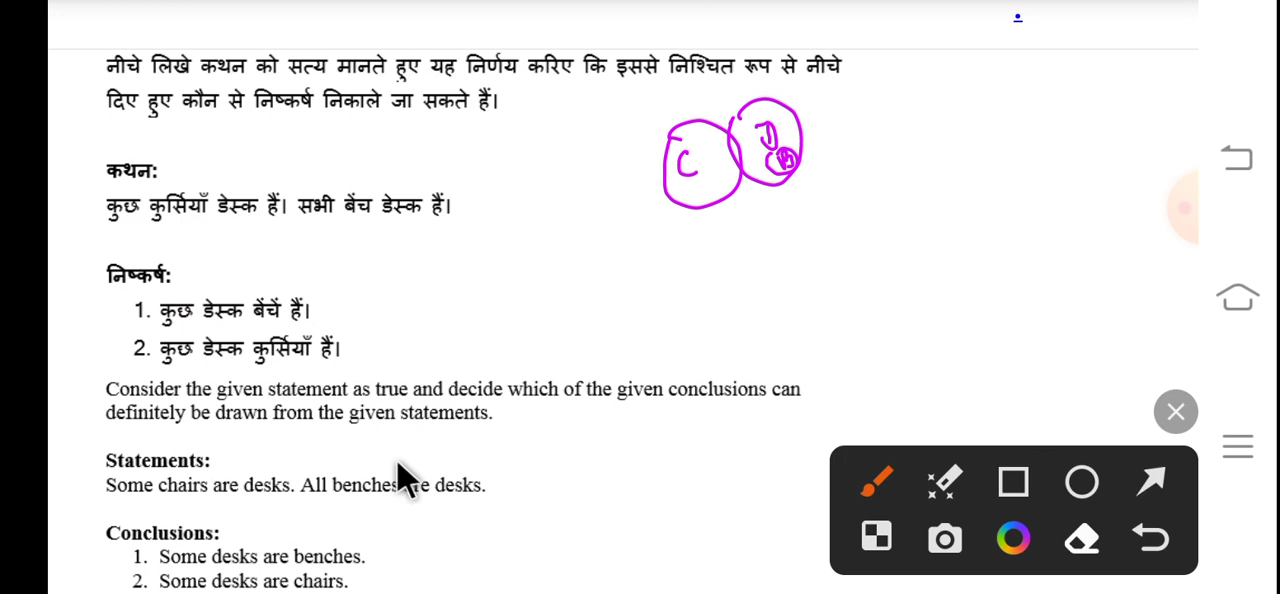 नीचे लिखे कथन को सत्य मानते हुए यह निर्णय करिए कि इससे निश्चित रूप से नीचे
दिए हुए कौन से निष्कर्ष निकाले जा सकते हैं।
C
D
B
कथन:
कुछ कुर्सियाँ डेस्क हैं। सभी बेंच डेस्क हैं।
निष्कर्ष:
1. कुछ डेस्क बेंचें हैं।
2. कुछ डेस्क कुर्सियाँ हैं।
Consider the given statement as true and decide which of the given conclusions can
definitely be drawn from the given statements.
Statements:
Some chairs are desks. All benches desks.
Conclusions:
1. Some desks are benches.
2. Some desks are chairs.